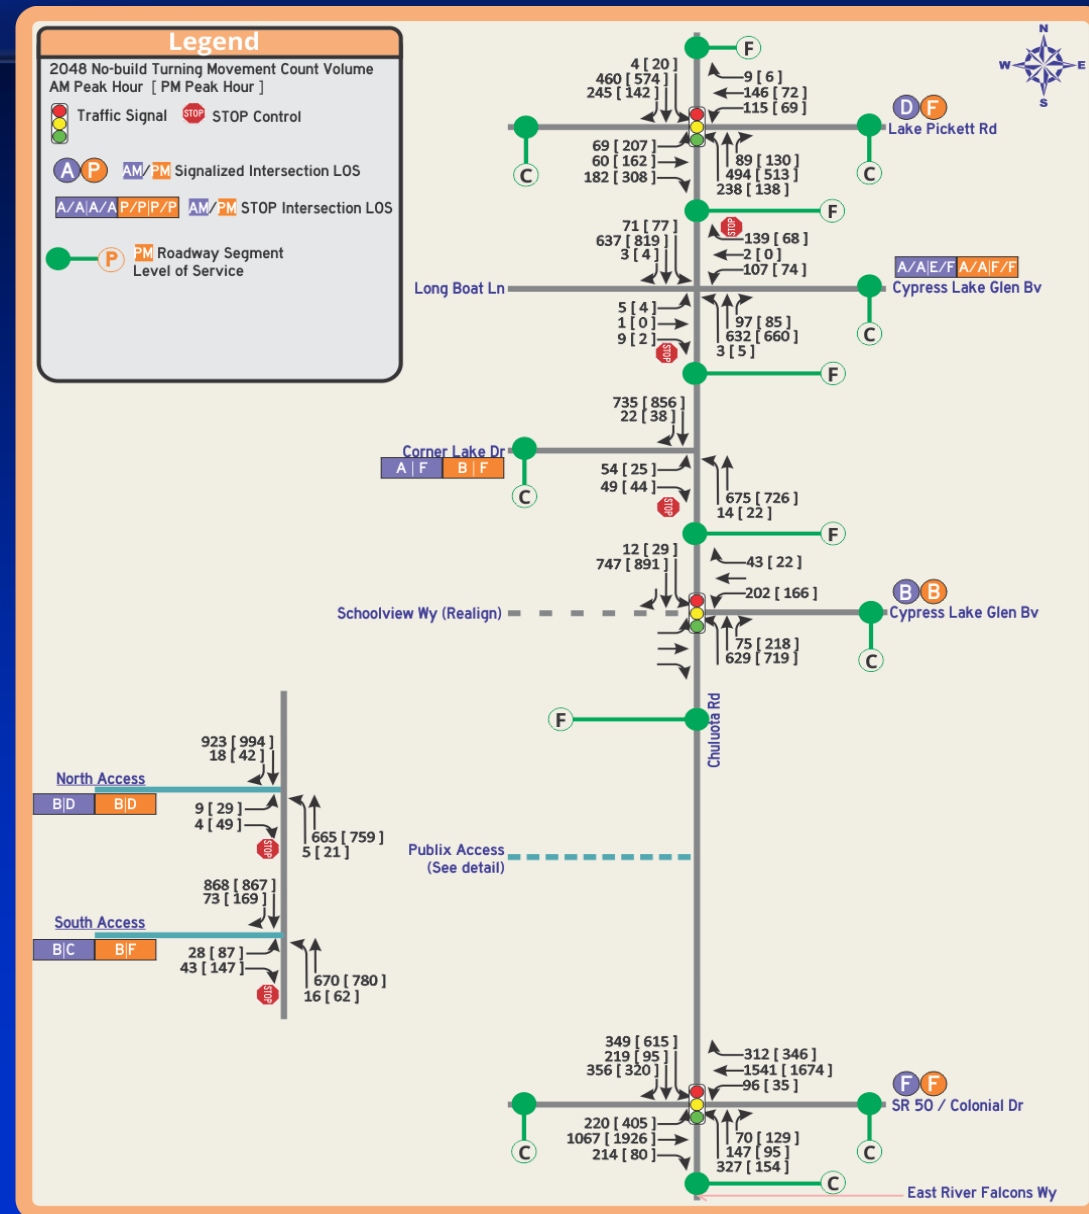 Legend
2048 No-build Turning Movement Count Volume
AM Peak Hour [ PM Peak Hour ]
Traffic Signal
STOP
STOP Control
A P AM/PM Signalized Intersection LOS
A/A|A/A P/P|P/P AM/PM STOP Intersection LOS
P PM Roadway Segment
Level of Service
N
W E
S
F
4 [ 20 ]
460 [ 574 ]
245 [ 142 ]
9 [ 6 ]
146 [ 72 ]
115 [ 69 ]
D F
Lake Pickett Rd
C
C
69 [ 207 ]
60 [ 162 ]
182 [ 308 ]
89 [ 130 ]
494 [ 513 ]
238 [ 138 ]
F
71 [ 77 ]
637 [ 819 ]
3 [ 4 ]
STOP
139 [ 68 ]
2 [ 0 ]
107 [ 74 ]
A/A|E/F A/A|F/F
Long Boat Ln
Cypress Lake Glen Bv
C
5 [ 4 ]
1 [ 0 ]
9 [ 2 ]
STOP
97 [ 85 ]
632 [ 660 ]
3 [ 5 ]
F
735 [ 856 ]
22 [ 38 ]
Corner Lake Dr
A | F B | F
C
54 [ 25 ]
49 [ 44 ]
STOP
675 [ 726 ]
14 [ 22 ]
F
12 [ 29 ]
747 [ 891 ]
43 [ 22 ]
202 [ 166 ]
B B
Schoolview Wy (Realign)
Cypress Lake Glen Bv
C
75 [ 218 ]
629 [ 719 ]
F
Chuluota Rd
923 [ 994 ]
18 [ 42 ]
North Access
B|D B|D
9 [ 29 ]
4 [ 49 ]
STOP
665 [ 759 ]
5 [ 21 ]
Publix Access
(See detail)
868 [ 867 ]
73 [ 169 ]
South Access
B|C B|F
28 [ 87 ]
43 [ 147 ]
STOP
670 [ 780 ]
16 [ 62 ]
349 [ 615 ]
219 [ 95 ]
356 [ 320 ]
312 [ 346 ]
1541 [ 1674 ]
96 [ 35 ]
F F
SR 50 / Colonial Dr
C
C
220 [ 405 ]
1067 [ 1926 ]
214 [ 80 ]
70 [ 129 ]
147 [ 95 ]
327 [ 154 ]
C
East River Falcons Wy